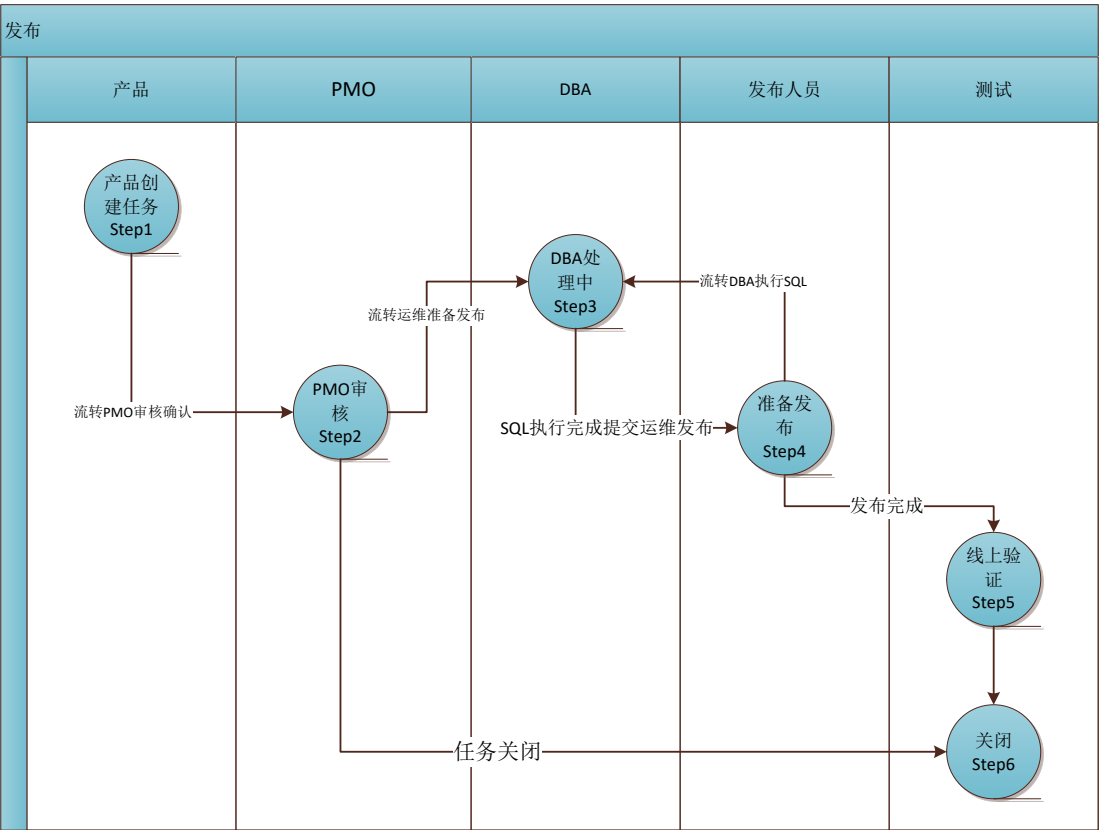 发布
产品
PMO
DBA
发布人员
测试
产品创
建任务
Step1
DBA处
理中
Step3
流转DBA执行SQL
流转运维准备发布
PMO审
核
Step2
流转PMO审核确认
准备发
布
Step4
SQL执行完成提交运维发布
发布完成
线上验
证
Step5
任务关闭
关闭
Step6